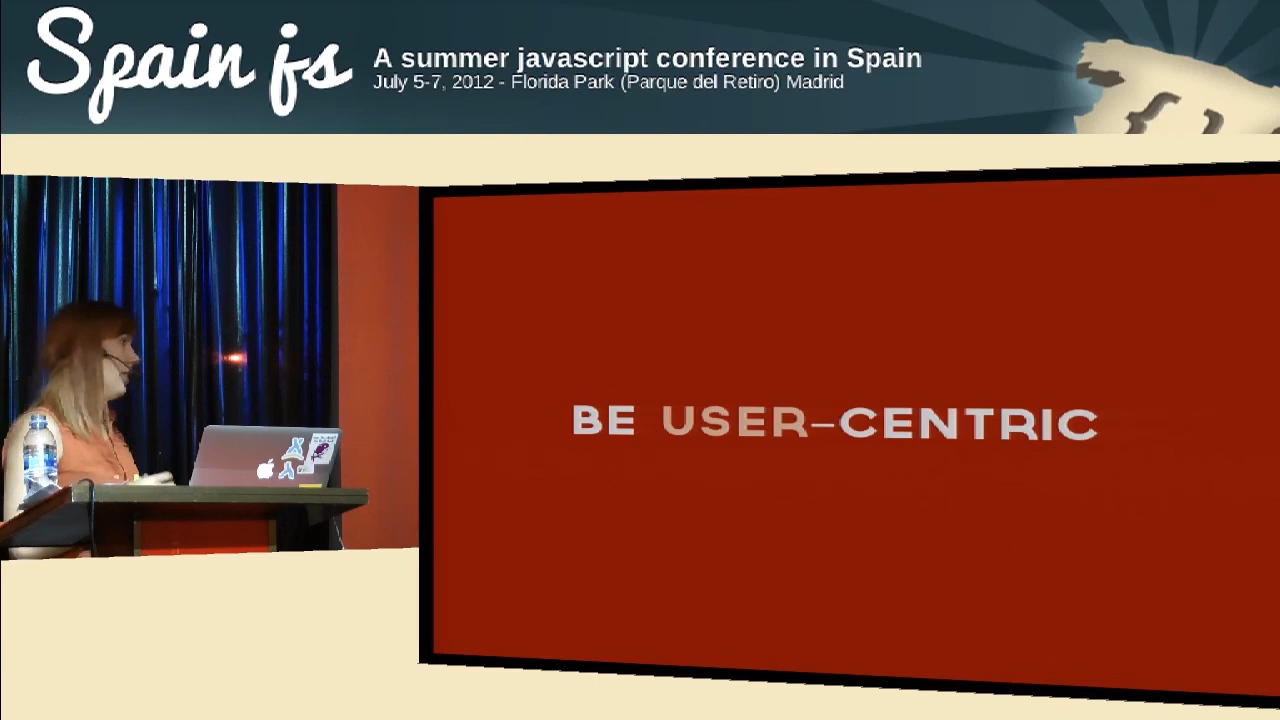 Spain js
A summer javascript conference in Spain
July 5-7, 2012 - Florida Park (Parque del Retiro) Madrid
{ }
BE USER-CENTRIC